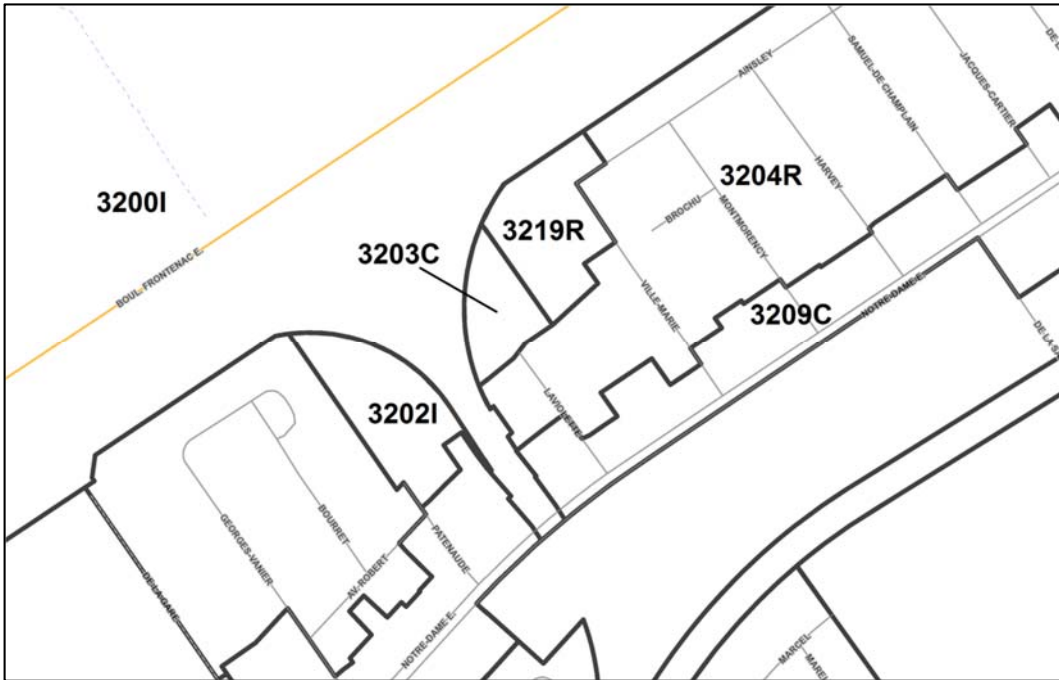 AINSLEY
SAMUEL-DE CHAMPLAIN
JACQUES-CARTIER
3200I
BOUL. FRONTENAC E.
3219R
3203C
3204R
HARVEY
BROCHU
MONTMORENCY
VILLE-MARIE
3209C
NOTRE-DAME E.
LAVIOLETTE
3202I
GEORGES-VANIER
BOURRET
PATENAUDE
AV. ROBERT
DE LA GARE
NOTRE-DAME E.
MARCEL